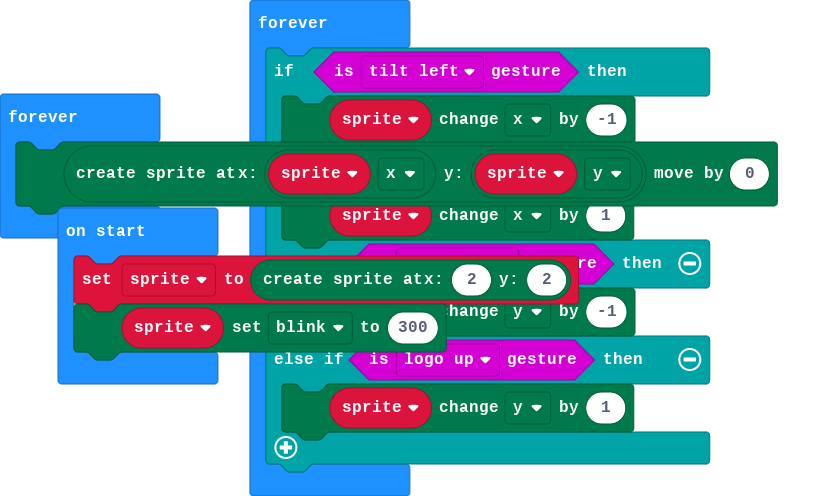 forever
if is tilt left gesture then
sprite change x by -1
forever
create sprite at x: sprite x y: sprite y move by 0
sprite change x by 1
on start
then
set sprite to create sprite at x: 2 y: 2
change y by -1
sprite set blink to 300
else if is logo up gesture then
sprite change y by 1